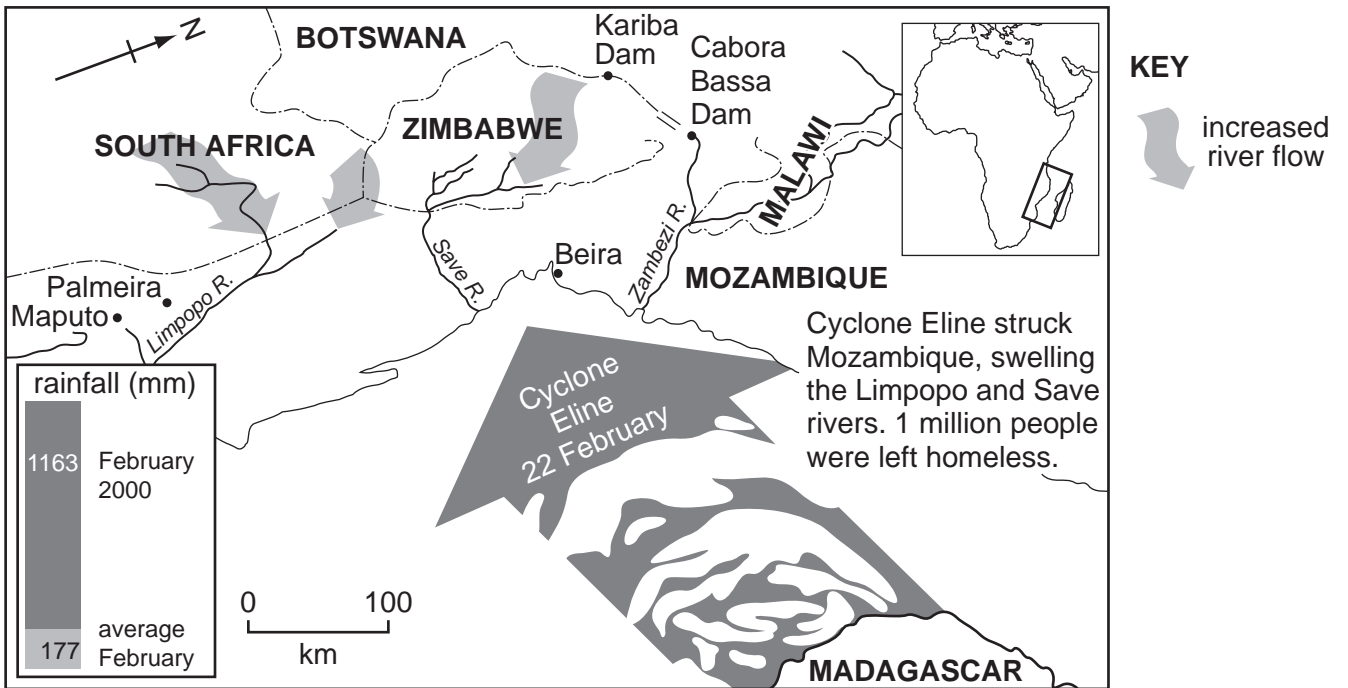 N
BOTSWANA
Kariba
Dam
Cabora
Bassa
Dam
SOUTH AFRICA
ZIMBABWE
MALAWI
Save R.
Beira
Zambezi R.
MOZAMBIQUE
Palmeira
Maputo
Limpopo R.
Cyclone Eline struck
Mozambique, swelling
the Limpopo and Save
rivers. 1 million people
were left homeless.
Cyclone
Eline
22 February
rainfall (mm)
1163
February
2000
177
average
February
0 100
km
MADAGASCAR
KEY
increased
river flow